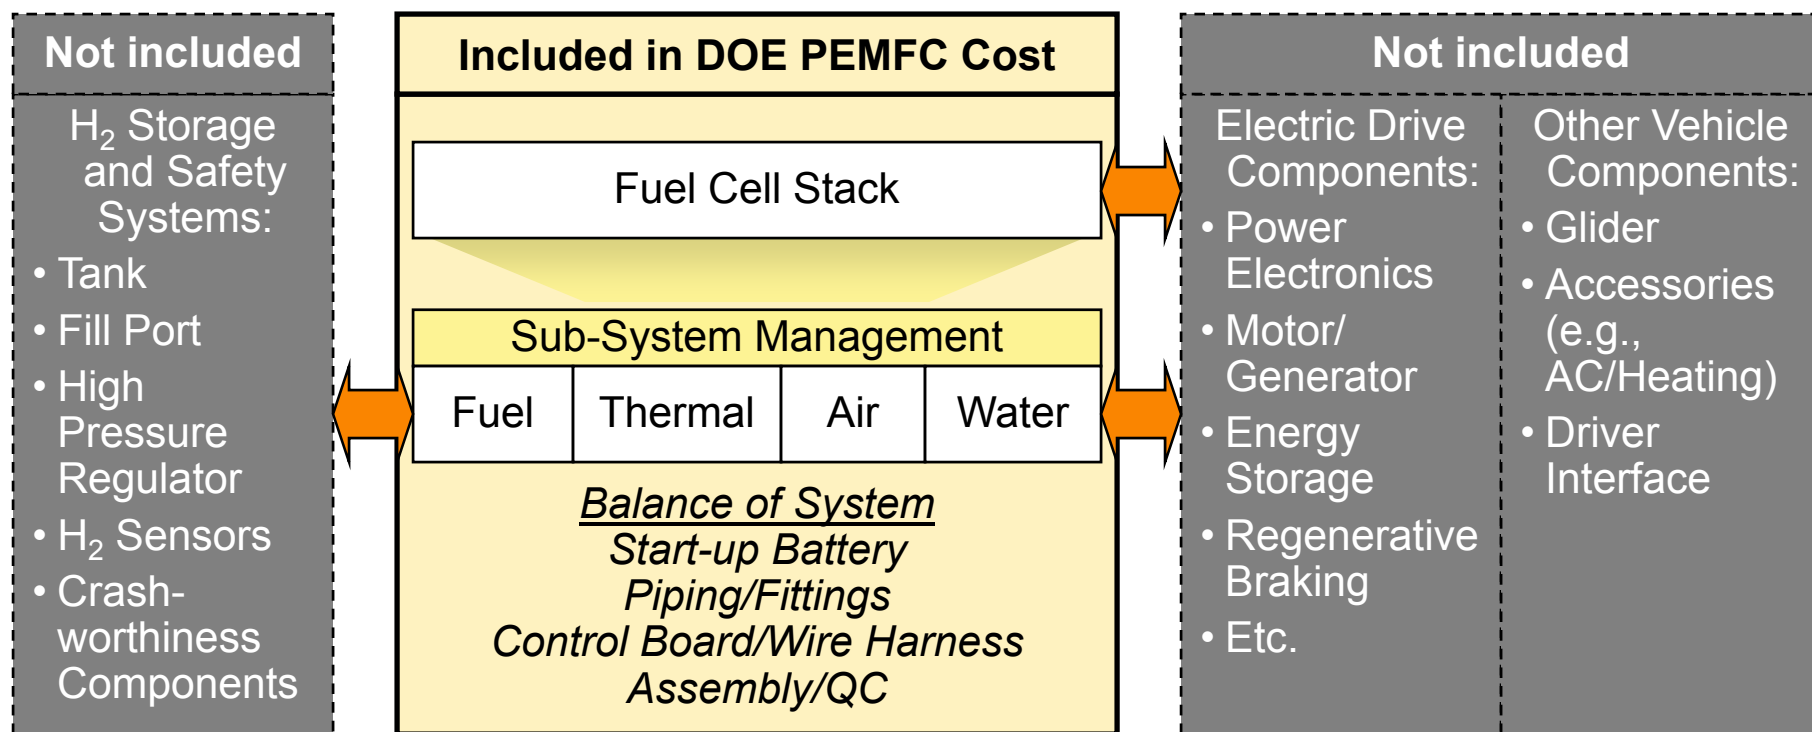 Not included
H₂ Storage
and Safety
Systems:
• Tank
• Fill Port
• High
Pressure
Regulator
• H₂ Sensors
• Crash-
worthiness
Components
Included in DOE PEMFC Cost
Fuel Cell Stack
Sub-System Management
Fuel Thermal Air Water
Balance of System
Start-up Battery
Piping/Fittings
Control Board/Wire Harness
Assembly/QC
Not included
Electric Drive
Components:
• Power
Electronics
• Motor/
Generator
• Energy
Storage
• Regenerative
Braking
• Etc.
Other Vehicle
Components:
• Glider
• Accessories
(e.g.,
AC/Heating)
• Driver
Interface